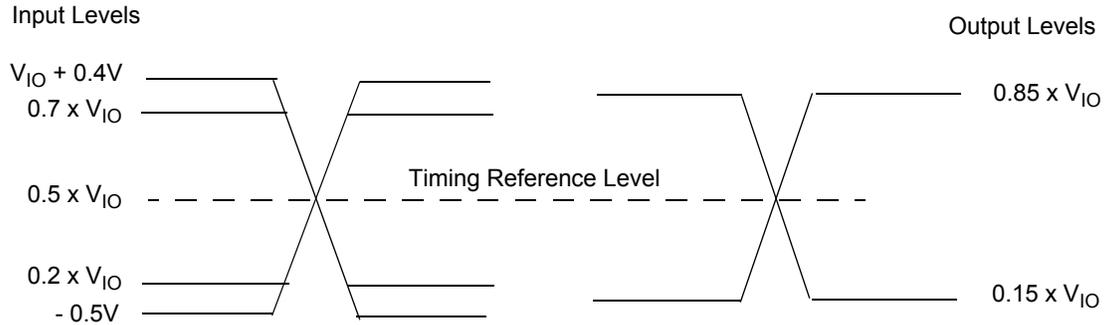 Input Levels
Output Levels
V_IO + 0.4V
0.7 x V_IO
0.85 x V_IO
Timing Reference Level
0.5 x V_IO
0.2 x V_IO
- 0.5V
0.15 x V_IO